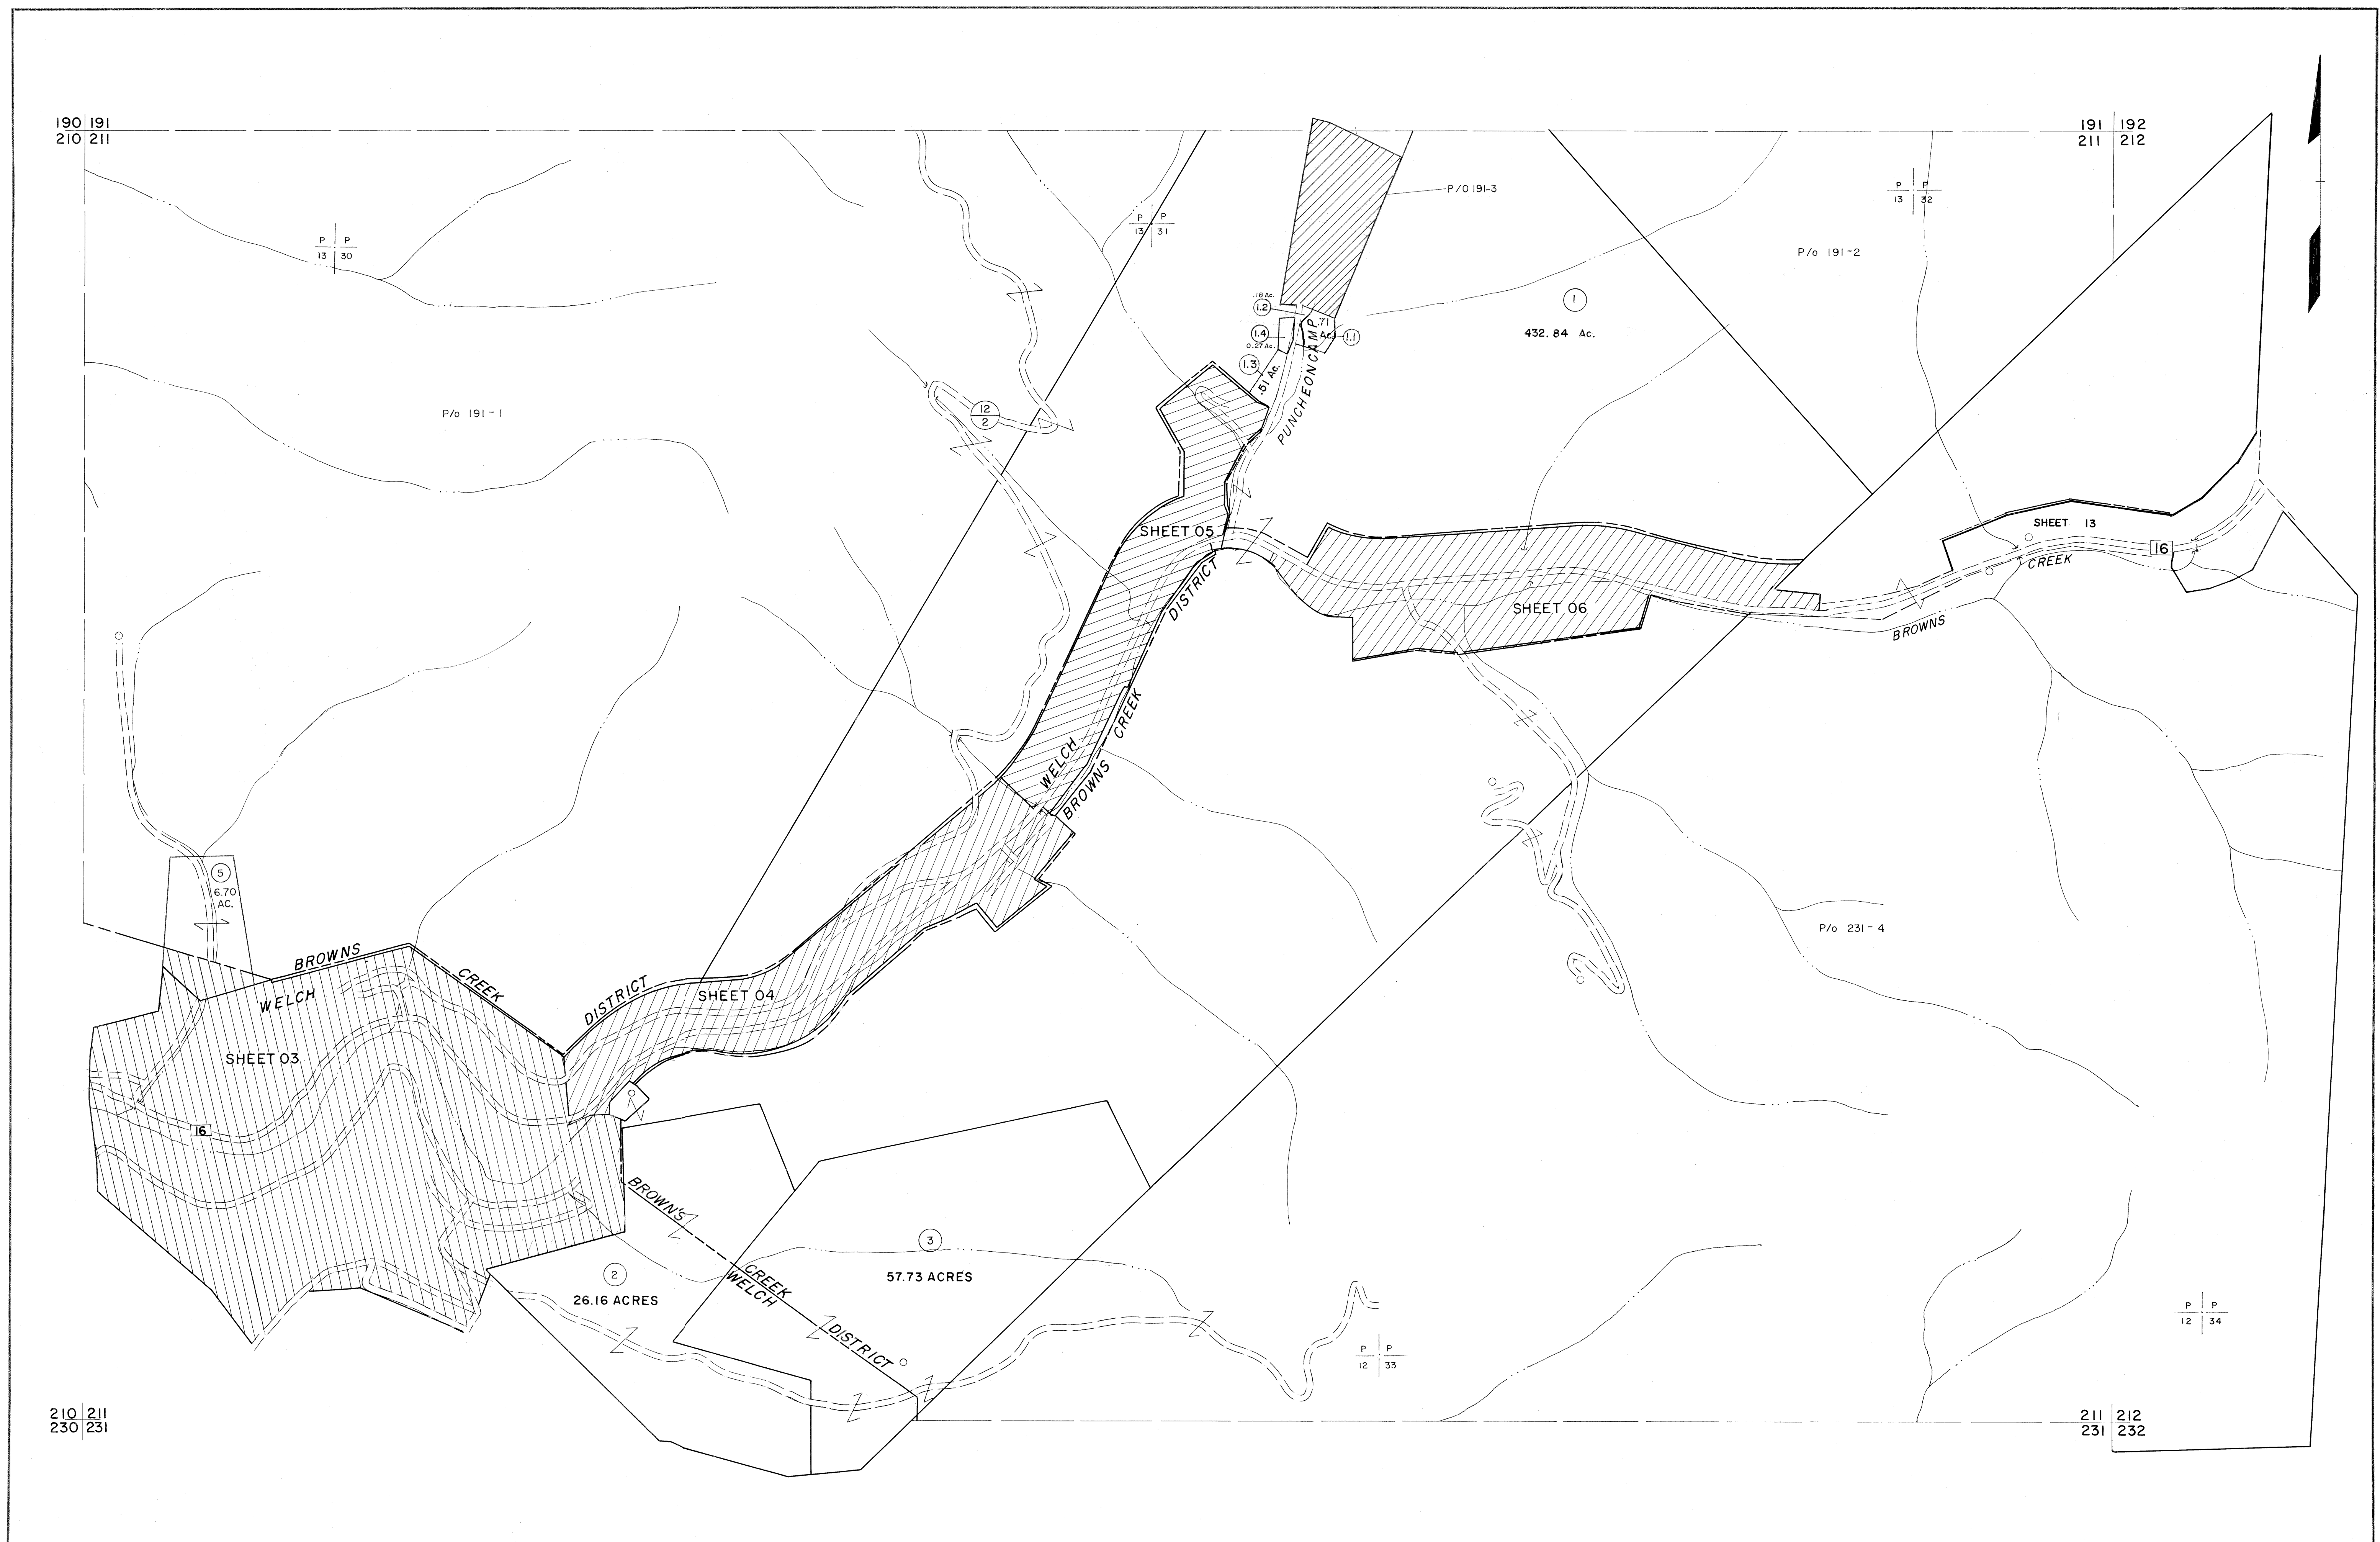 190 191
210 211
191 192
211 212
P P
13 30
P P
13 31
P/O 191-3
P P
13 32
P/o 191-2
1
432.84 Ac.
.18 Ac.
1.2
.71
Ac.
1.1
1.4
0.27 Ac.
1.3
.51 Ac.
PUNCHEONCAMP
P/o 191-1
12
2
SHEET 05
SHEET 13
16
CREEK
BROWNS
SHEET 06
DISTRICT
CREEK
WELCH
BROWNS
5
6.70
AC.
P/o 231-4
BROWNS
CREEK
WELCH
DISTRICT
SHEET 04
SHEET 03
16
BROWN'S
CREEK
WELCH
DISTRICT
2
26.16 ACRES
3
57.73 ACRES
P P
12 33
P P
12 34
210 211
230 231
211 212
231 232